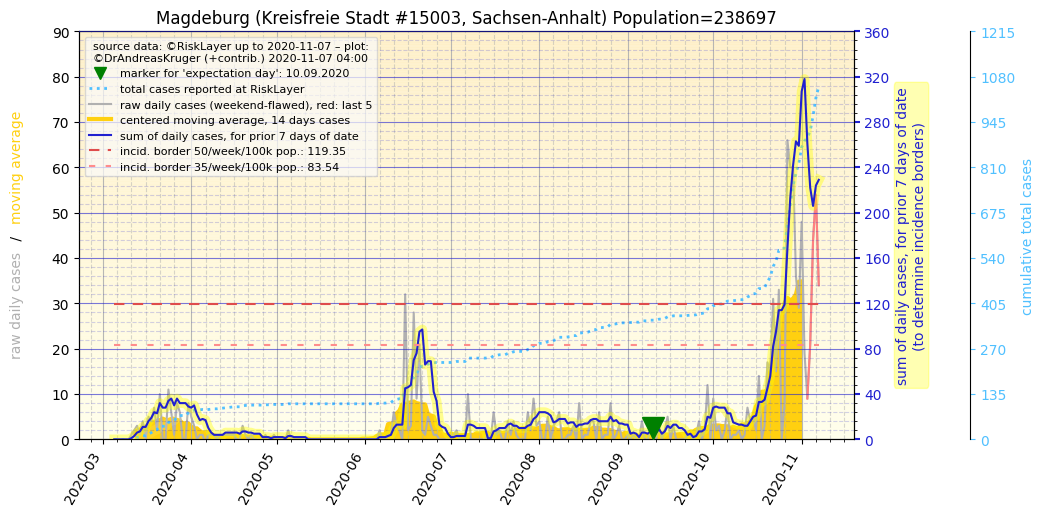 Magdeburg (Kreisfreie Stadt #15003, Sachsen-Anhalt) Population=238697
source data: ©RiskLayer up to 2020-11-07 – plot:
©DrAndreasKruger (+contrib.) 2020-11-07 04:00
marker for 'expectation day': 10.09.2020
total cases reported at RiskLayer
raw daily cases (weekend-flawed), red: last 5
centered moving average, 14 days cases
sum of daily cases, for prior 7 days of date
incid. border 50/week/100k pop.: 119.35
incid. border 35/week/100k pop.: 83.54
raw daily cases / moving average
90
80
70
60
50
40
30
20
10
0
2020-03
2020-04
2020-05
2020-06
2020-07
2020-08
2020-09
2020-10
2020-11
360
320
280
240
200
160
120
80
40
0
sum of daily cases, for prior 7 days of date
(to determine incidence borders)
1215
1080
945
810
675
540
405
270
135
0
cumulative total cases